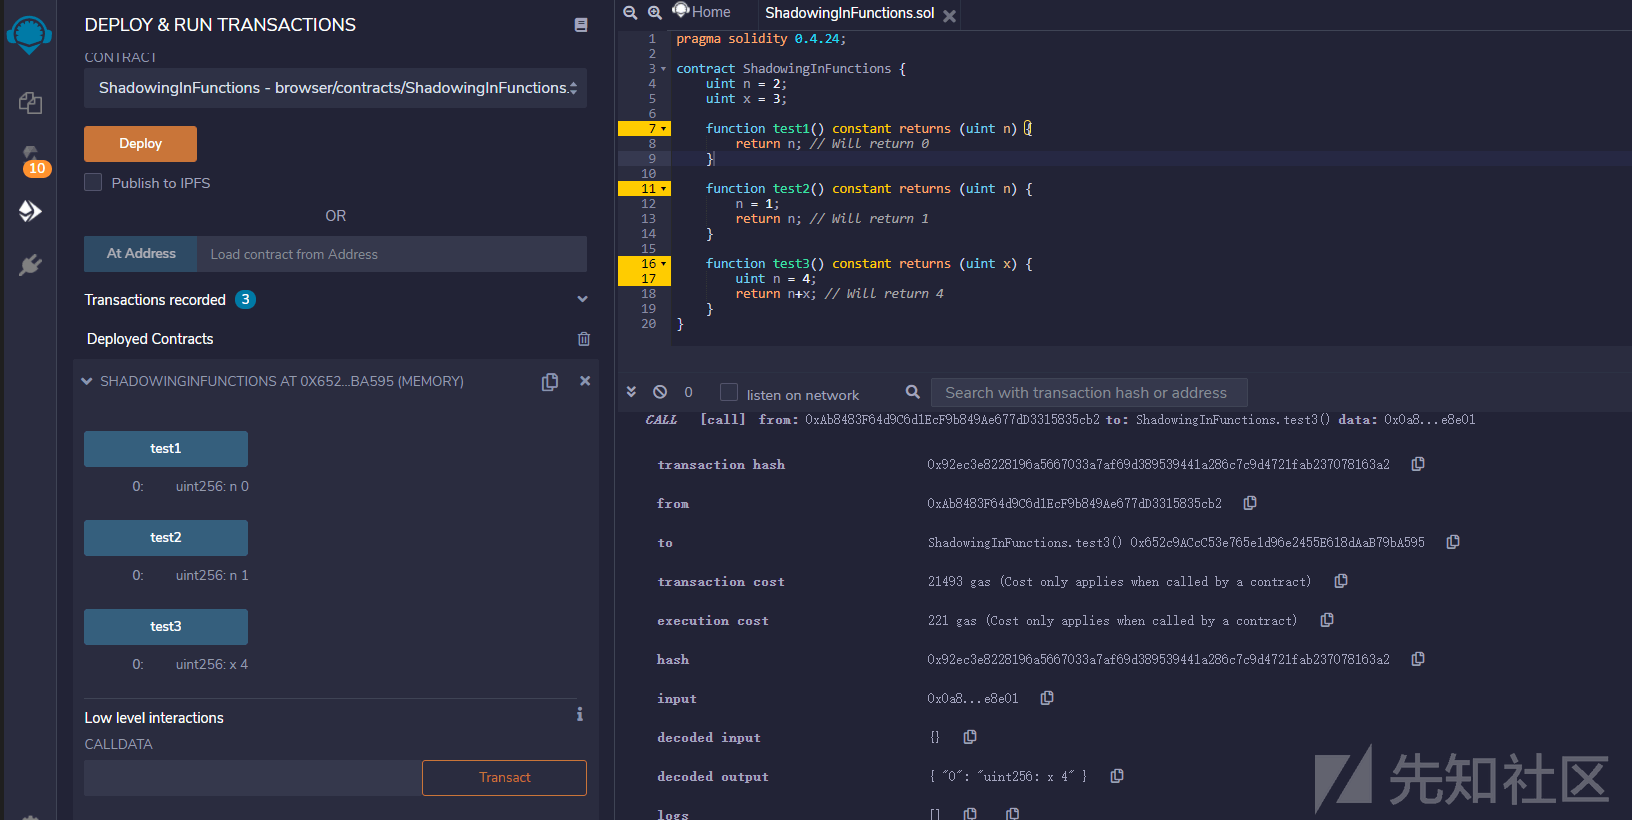 DEPLOY & RUN TRANSACTIONS
CONTRACT
ShadowingInFunctions - browser/contracts/ShadowingInFunctions.
Deploy
10
Publish to IPFS
OR
At Address
Load contract from Address
Transactions recorded 3
Deployed Contracts
SHADOWINGINFUNCTIONS AT 0X652...BA595 (MEMORY)
test1
0: uint256: n 0
test2
0: uint256: n 1
test3
0: uint256: x 4
Low level interactions
CALLDATA
Transact
Home
ShadowingInFunctions.sol
1 pragma solidity 0.4.24;
2
3 contract ShadowingInFunctions {
4 uint n = 2;
5 uint x = 3;
6
7 function test1() constant returns (uint n) {
8 return n; // Will return 0
9 }
10
11 function test2() constant returns (uint n) {
12 n = 1;
13 return n; // Will return 1
14 }
15
16 function test3() constant returns (uint x) {
17 uint n = 4;
18 return n+x; // Will return 4
19 }
20 }
0 listen on network
Search with transaction hash or address
CALL [call] from: 0xAb8483F64d9C6d1EcF9b849Ae677dD3315835cb2 to: ShadowingInFunctions.test3() data: 0x0a8...e8e01
transaction hash 0x92ec3e8228196a5667033a7af69d389539441a286c7c9d4721fab237078163a2
from 0xAb8483F64d9C6d1EcF9b849Ae677dD3315835cb2
to ShadowingInFunctions.test3() 0x652c9ACcC53e765e1d96e2455E618dAaB79bA595
transaction cost 21493 gas (Cost only applies when called by a contract)
execution cost 221 gas (Cost only applies when called by a contract)
hash 0x92ec3e8228196a5667033a7af69d389539441a286c7c9d4721fab237078163a2
input 0x0a8...e8e01
decoded input {}
decoded output { "0": "uint256: x 4" }
logs []
先知社区